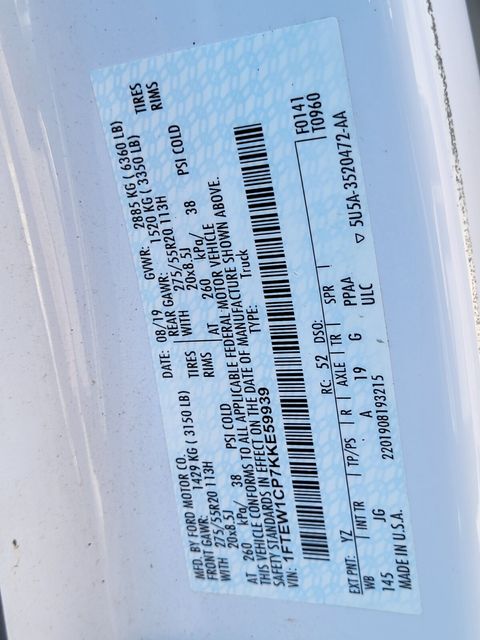 MFD. BY FORD MOTOR CO.
DATE: 08/19 GVWR: 2885 KG ( 6360 LB)
FRONT GAWR: 1429 KG ( 3150 LB) REAR GAWR: 1520 KG ( 3350 LB)
WITH 275/55R20 113H TIRES WITH 275/55R20 113H TIRES
20x8.5J RIMS 20x8.5J RIMS
AT 260 kPa/ 38 PSI COLD AT 260 kPa/ 38 PSI COLD
THIS VEHICLE CONFORMS TO ALL APPLICABLE FEDERAL MOTOR VEHICLE
SAFETY STANDARDS IN EFFECT ON THE DATE OF MANUFACTURE SHOWN ABOVE.
VIN: 1FTEW1CP7KKE59939 TYPE: Truck
F0141
T0960
EXT PNT: YZ RC: 52 DSO:
WB INT TR TP/PS R AXLE TR SPR
145 JG A 19 G PPAA
ULC
MADE IN U.S.A. 2201908193215 ▽ 5U5A-3520472-AA